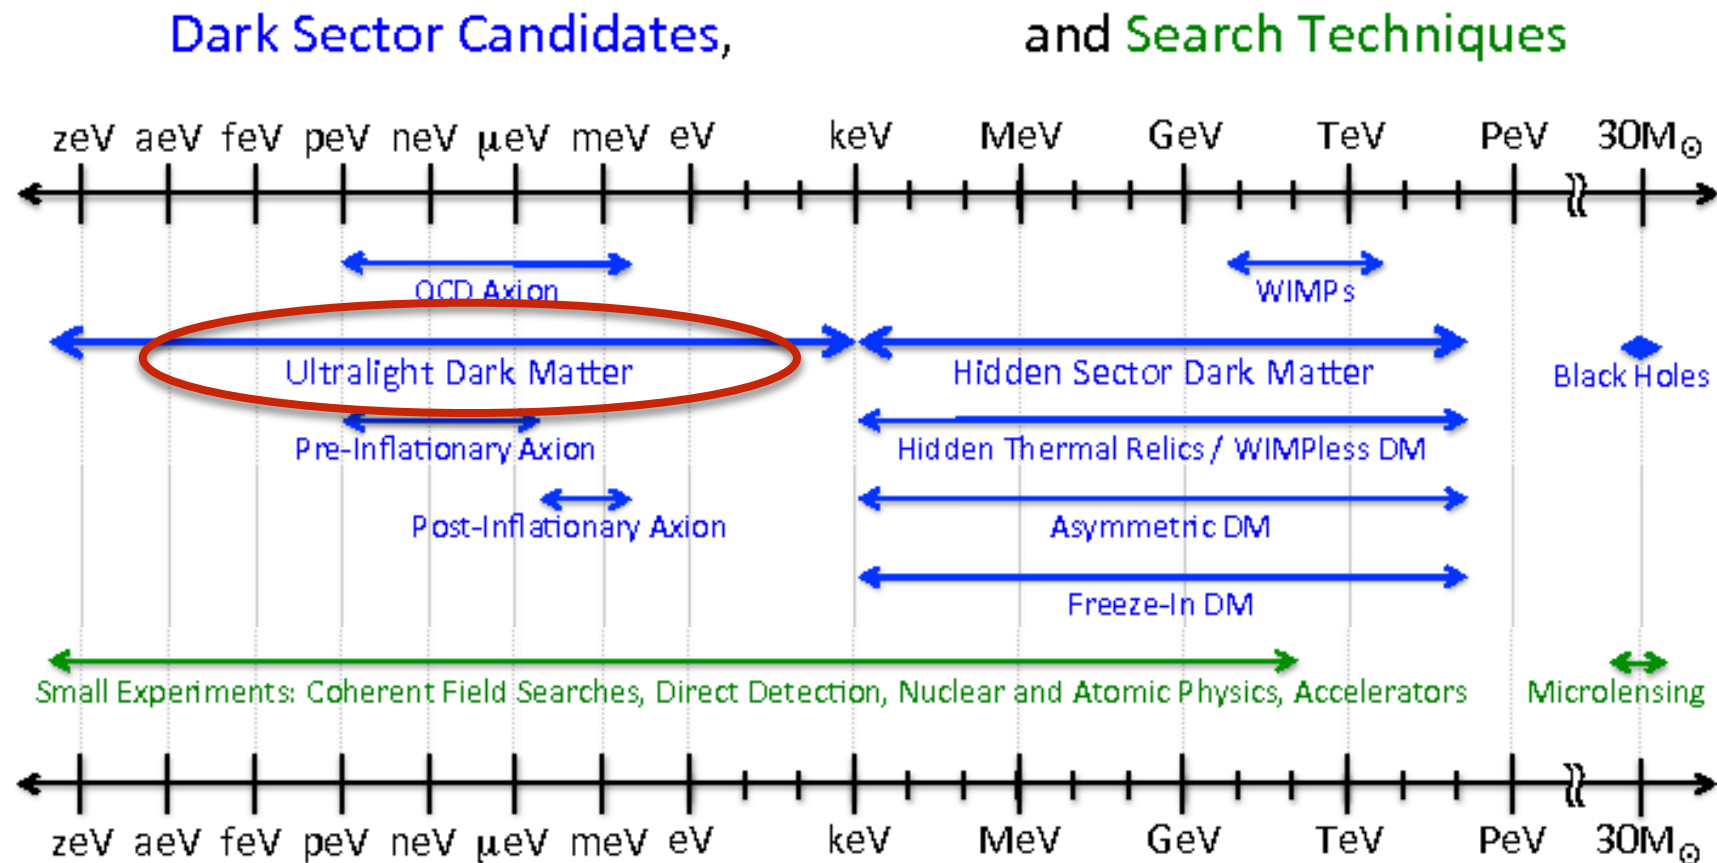 Dark Sector Candidates, and Search Techniques
zeV aeV feV peV neV μeV meV eV keV MeV GeV TeV PeV 30M☉
QCD Axion WIMPs
Ultralight Dark Matter Hidden Sector Dark Matter Black Holes
Pre-Inflationary Axion Hidden Thermal Relics / WIMPless DM
Post-Inflationary Axion Asymmetric DM
Freeze-In DM
Small Experiments: Coherent Field Searches, Direct Detection, Nuclear and Atomic Physics, Accelerators Microlensing
zeV aeV feV peV neV μeV meV eV keV MeV GeV TeV PeV 30M☉